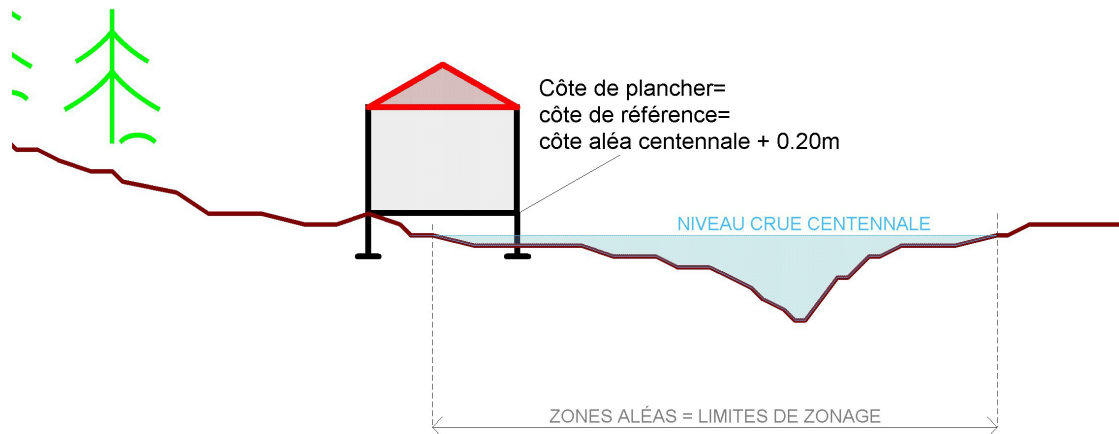 Côte de plancher=
côte de référence=
côte aléa centennale + 0.20m
NIVEAU CRUE CENTENNALE
ZONES ALÉAS = LIMITES DE ZONAGE